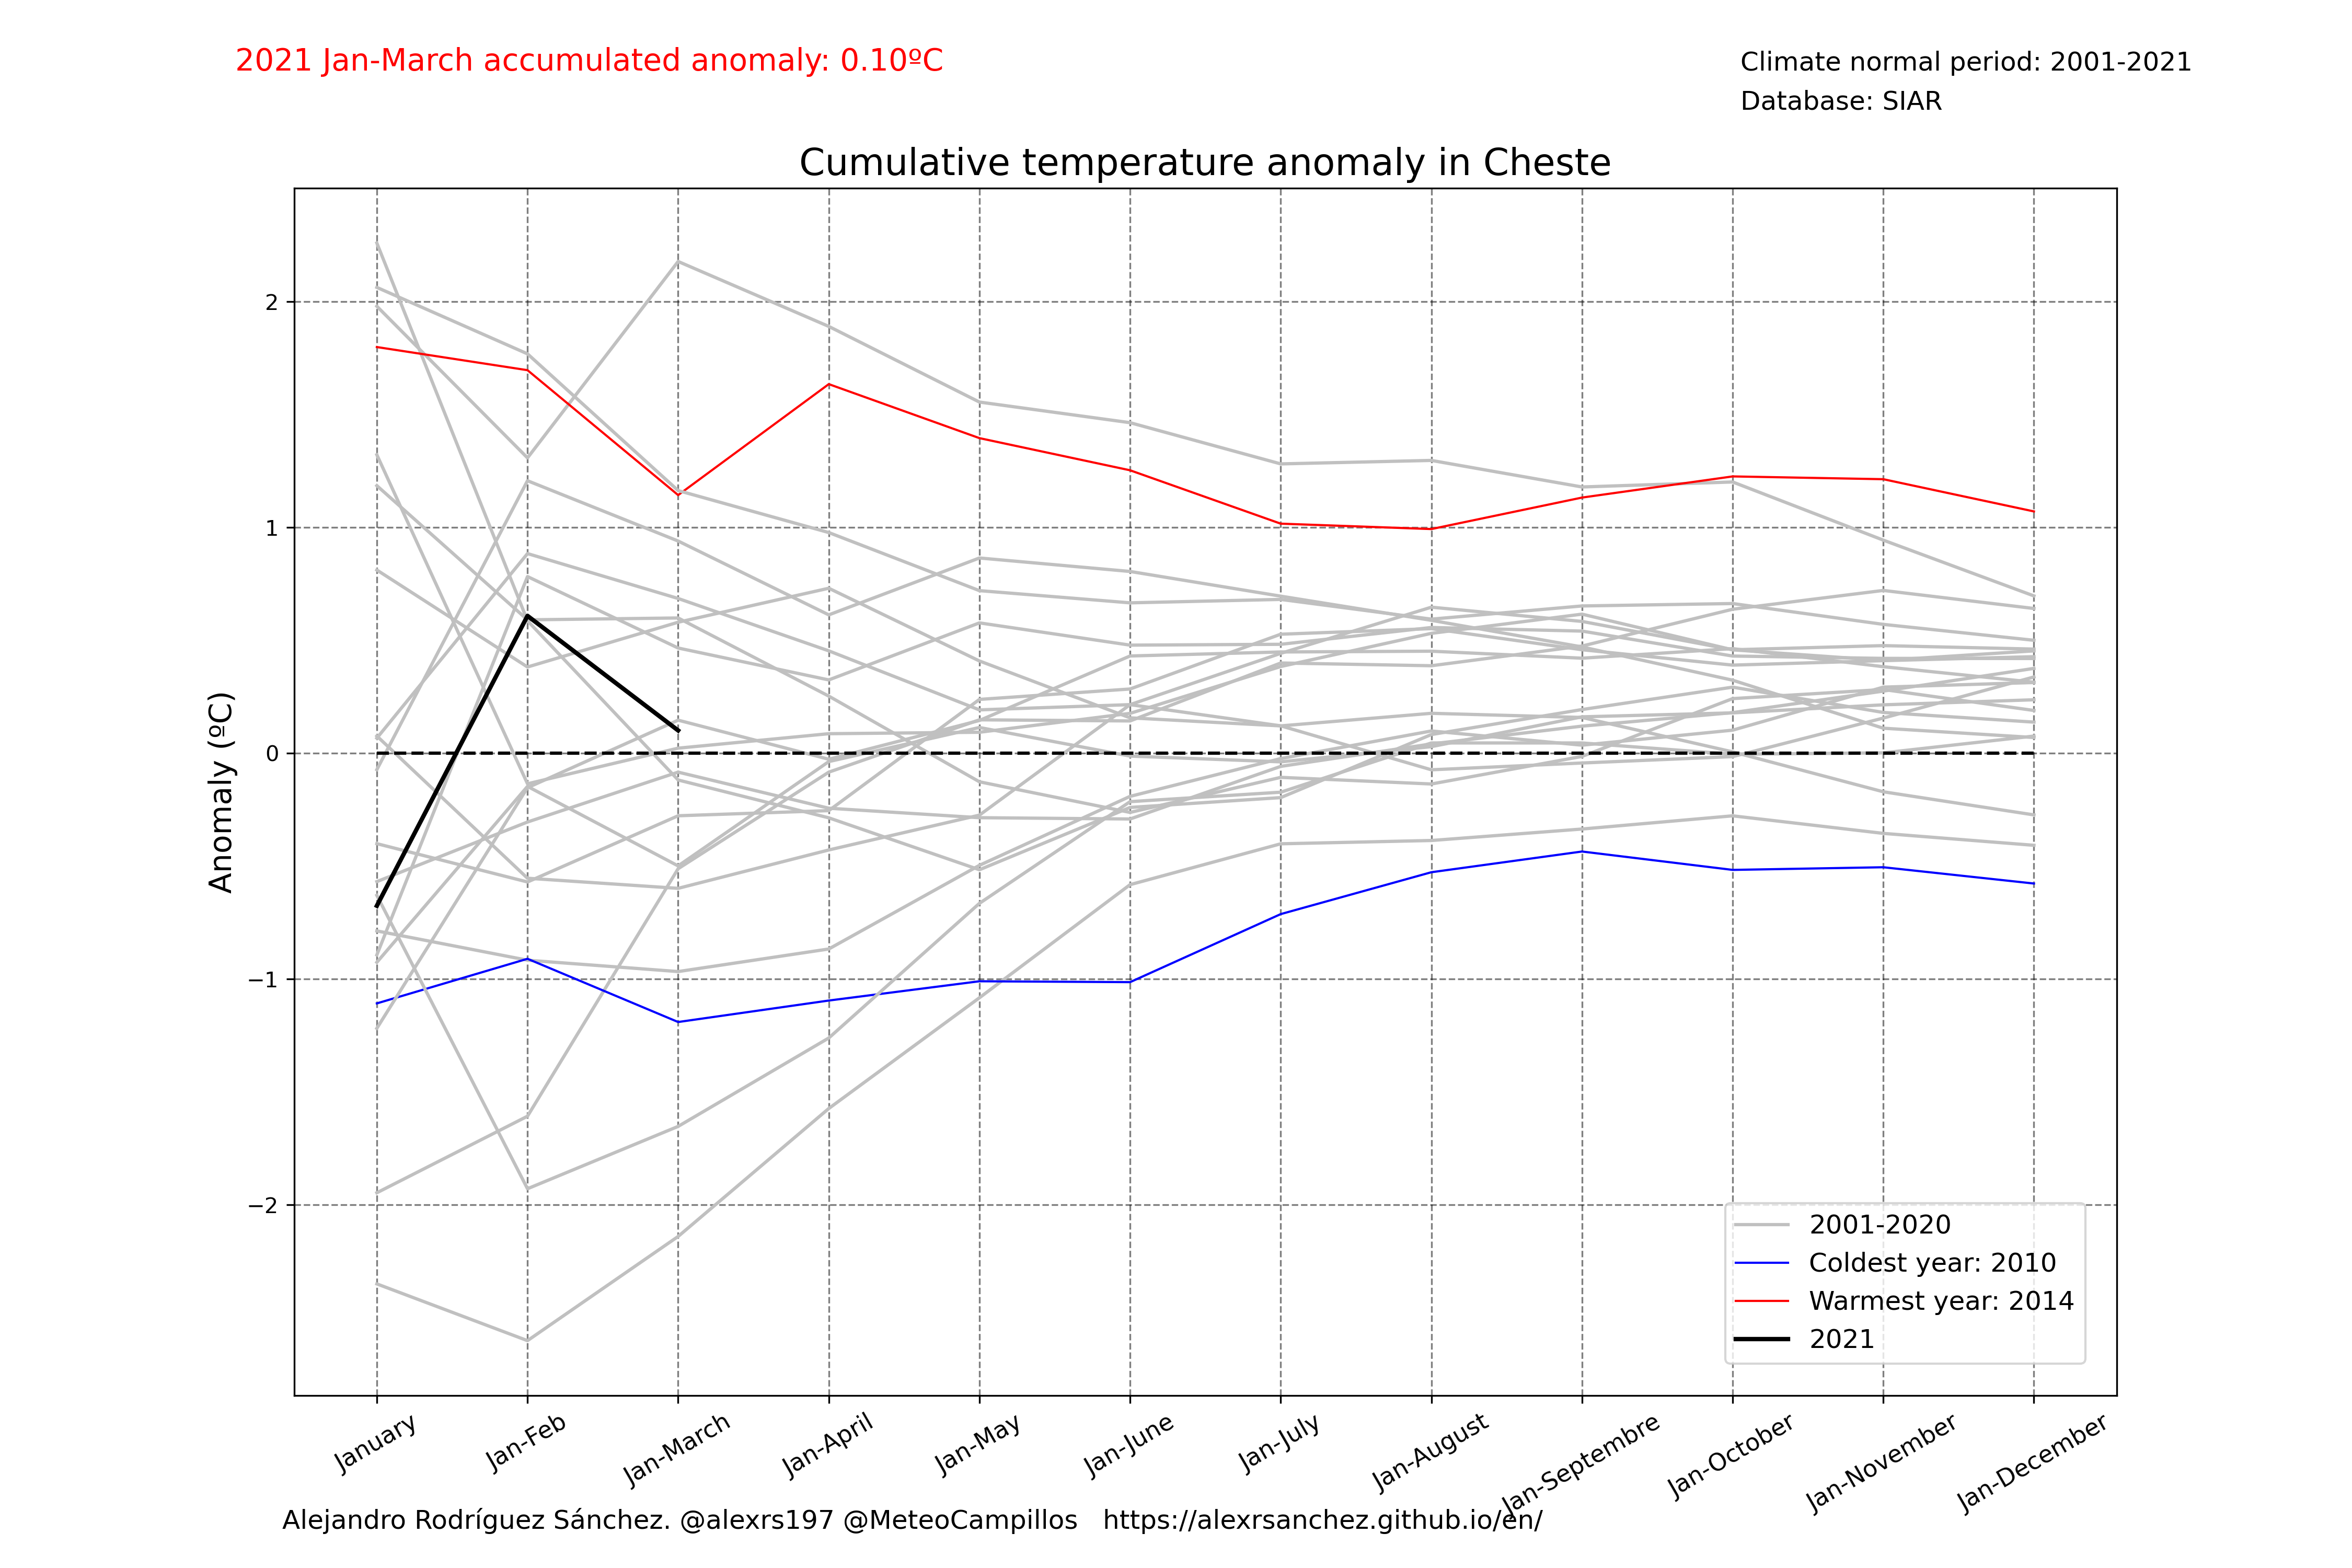 2021 Jan-March accumulated anomaly: 0.10ºC
Climate normal period: 2001-2021
Database: SIAR
Cumulative temperature anomaly in Cheste
Anomaly (ºC)
2
1
0
−1
−2
2001-2020
Coldest year: 2010
Warmest year: 2014
2021
January
Jan-Feb
Jan-March
Jan-April
Jan-May
Jan-June
Jan-July
Jan-August
Jan-Septembre
Jan-October
Jan-November
Jan-December
Alejandro Rodríguez Sánchez. @alexrs197 @MeteoCampillos https://alexrsanchez.github.io/en/